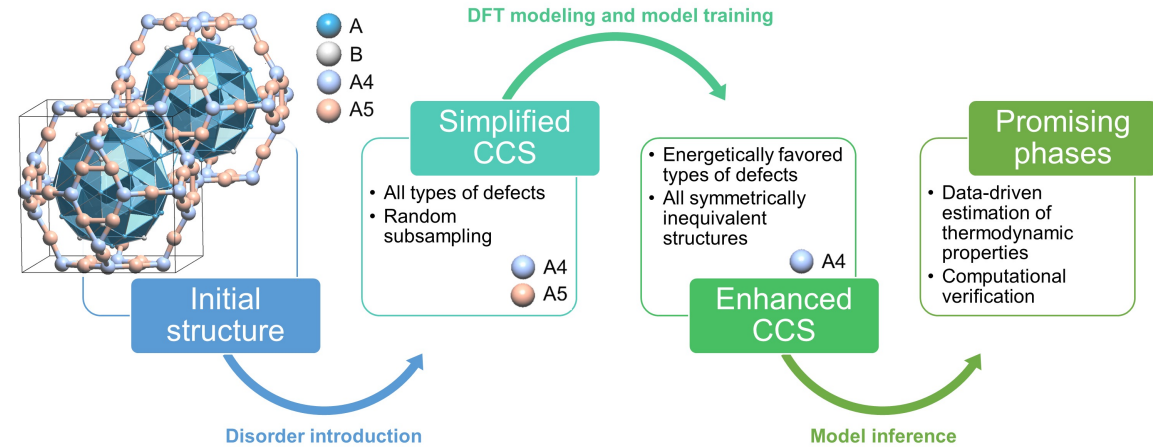 DFT modeling and model training
A
B
A4
A5
Initial
structure
Disorder introduction
Simplified
CCS
• All types of defects
• Random
subsampling
A4
A5
• Energetically favored
types of defects
• All symmetrically
inequivalent
structures
A4
Enhanced
CCS
Model inference
Promising
phases
• Data-driven
estimation of
thermodynamic
properties
• Computational
verification